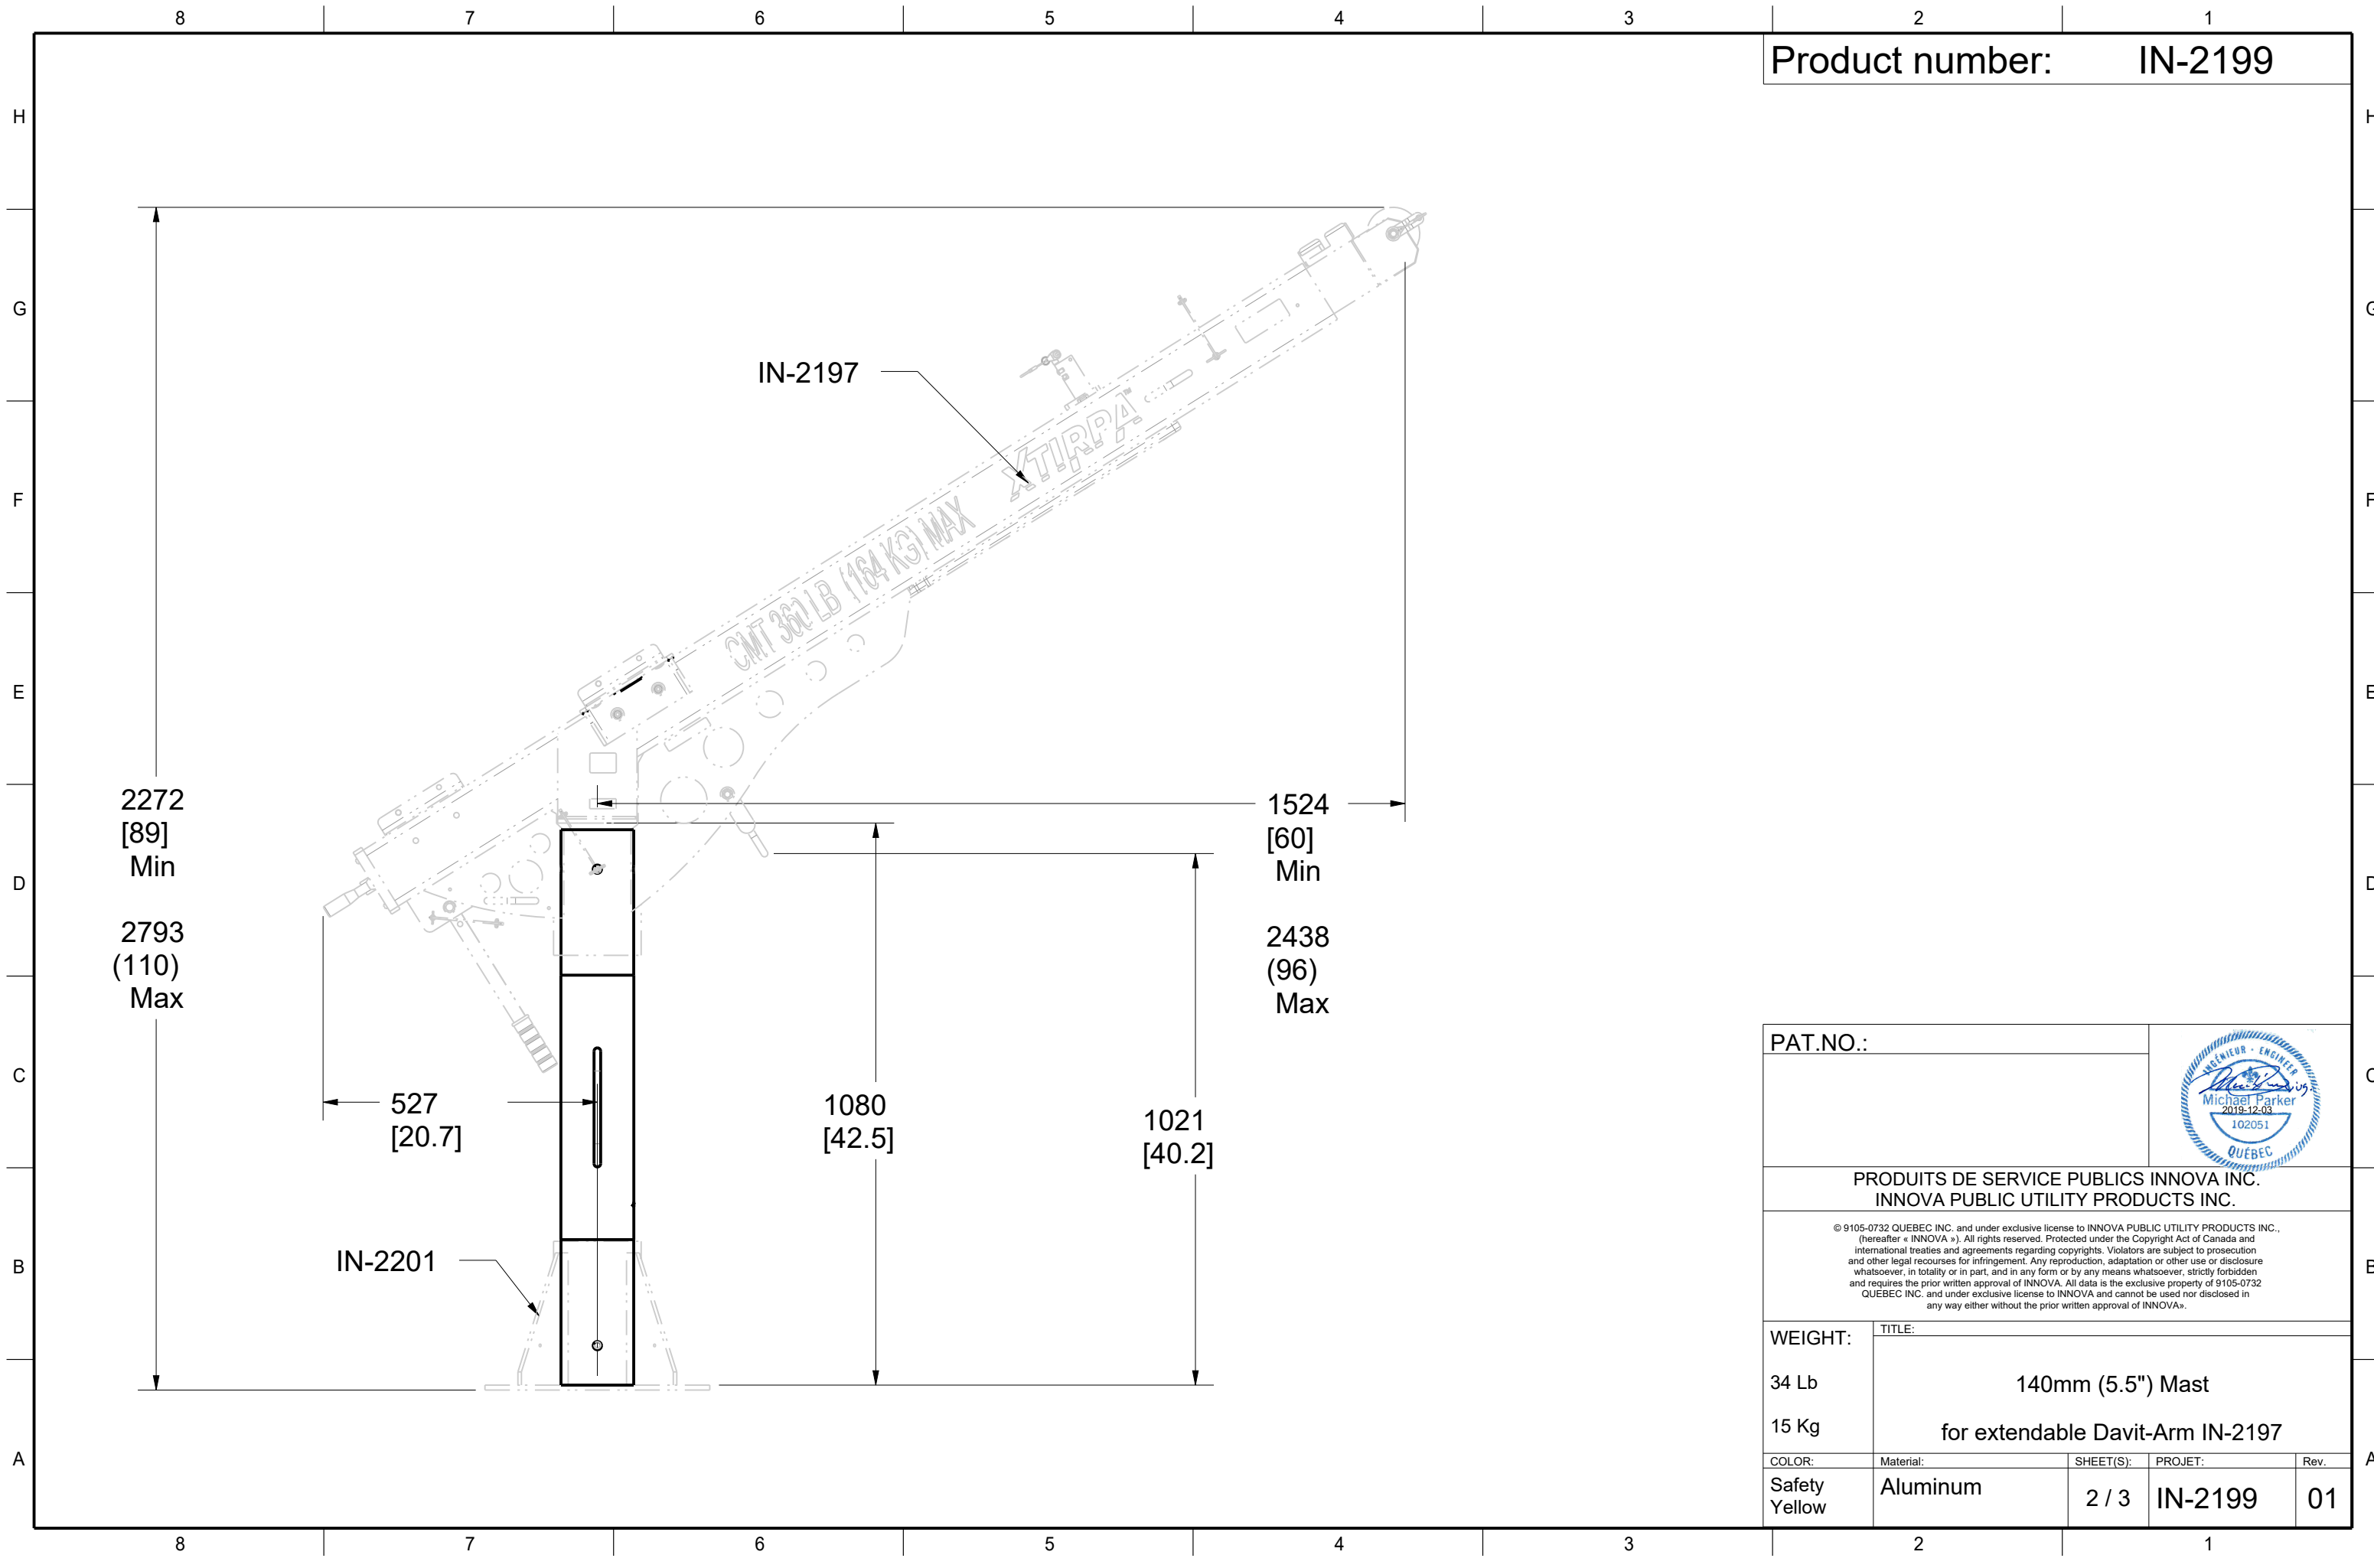 8 7 6 5 4 3 2 1
Product number: IN-2199
H H
G G
F F
E E
D D
C C
B B
A A
IN-2197
XTIRPA™
CMT 360 LB (164 KG) MAX
2272
[89]
Min
2793
(110)
Max
1524
[60]
Min
2438
(96)
Max
527
[20.7]
1080
[42.5]
1021
[40.2]
IN-2201
PAT.NO.:
INGÉNIEUR - ENGINEER
Michael Parker
2019-12-03
102051
QUÉBEC
PRODUITS DE SERVICE PUBLICS INNOVA INC.
INNOVA PUBLIC UTILITY PRODUCTS INC.
© 9105-0732 QUEBEC INC. and under exclusive license to INNOVA PUBLIC UTILITY PRODUCTS INC.,
(hereafter « INNOVA »). All rights reserved. Protected under the Copyright Act of Canada and
international treaties and agreements regarding copyrights. Violators are subject to prosecution
and other legal recourses for infringement. Any reproduction, adaptation or other use or disclosure
whatsoever, in totality or in part, and in any form or by any means whatsoever, strictly forbidden
and requires the prior written approval of INNOVA. All data is the exclusive property of 9105-0732
QUEBEC INC. and under exclusive license to INNOVA and cannot be used nor disclosed in
any way either without the prior written approval of INNOVA».
WEIGHT:
34 Lb
15 Kg
TITLE:
140mm (5.5") Mast
for extendable Davit-Arm IN-2197
COLOR:
Safety
Yellow
Material:
Aluminum
SHEET(S):
2 / 3
PROJET:
IN-2199
Rev.
01
8 7 6 5 4 3 2 1